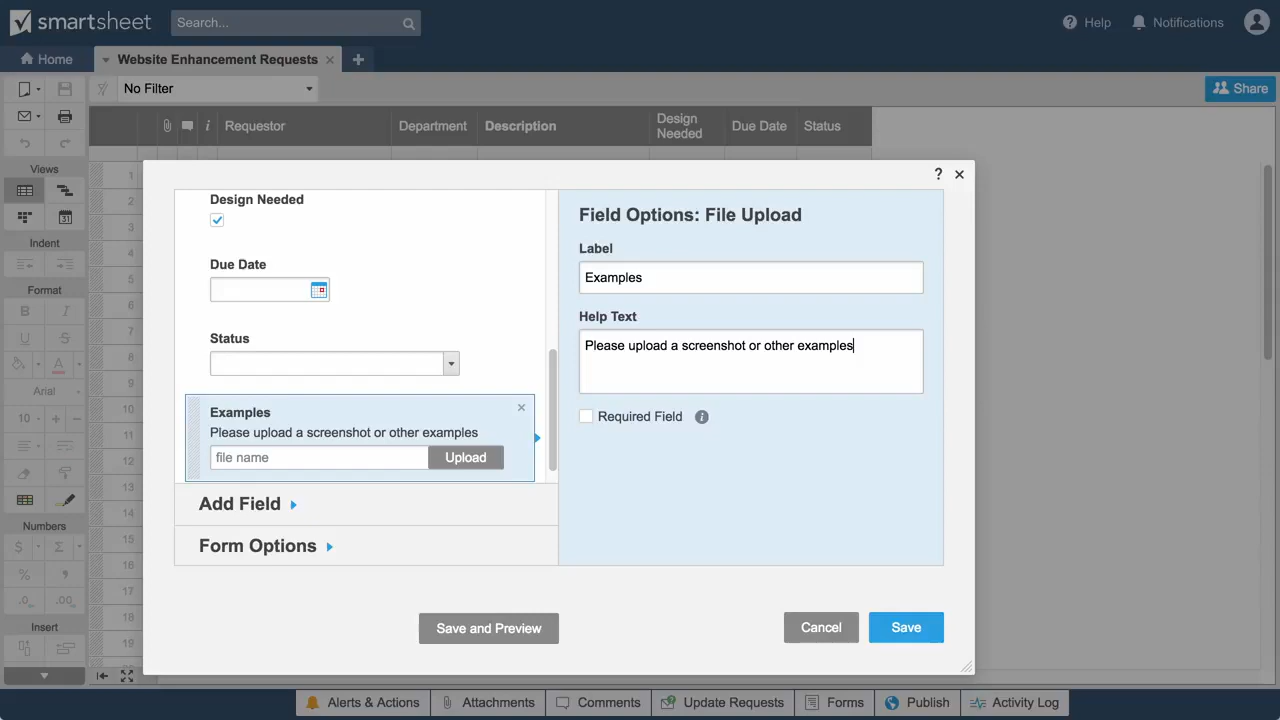 smartsheet
Search...
Help
Notifications
Home
Website Enhancement Requests
No Filter
Share
Requestor
Department
Description
Design Needed
Due Date
Status
Views
Indent
Format
B
I
U
S
A
Arial
10
Numbers
$
Σ
%
,
.0
.00
Insert
31
1
2
3
4
5
6
7
8
9
10
11
12
13
14
15
16
17
18
19
?
Design Needed
Due Date
Status
Examples
Please upload a screenshot or other examples
file name
Upload
Add Field
Form Options
Field Options: File Upload
Label
Examples
Help Text
Please upload a screenshot or other examples
Required Field
Save and Preview
Cancel
Save
Alerts & Actions
Attachments
Comments
Update Requests
Forms
Publish
Activity Log